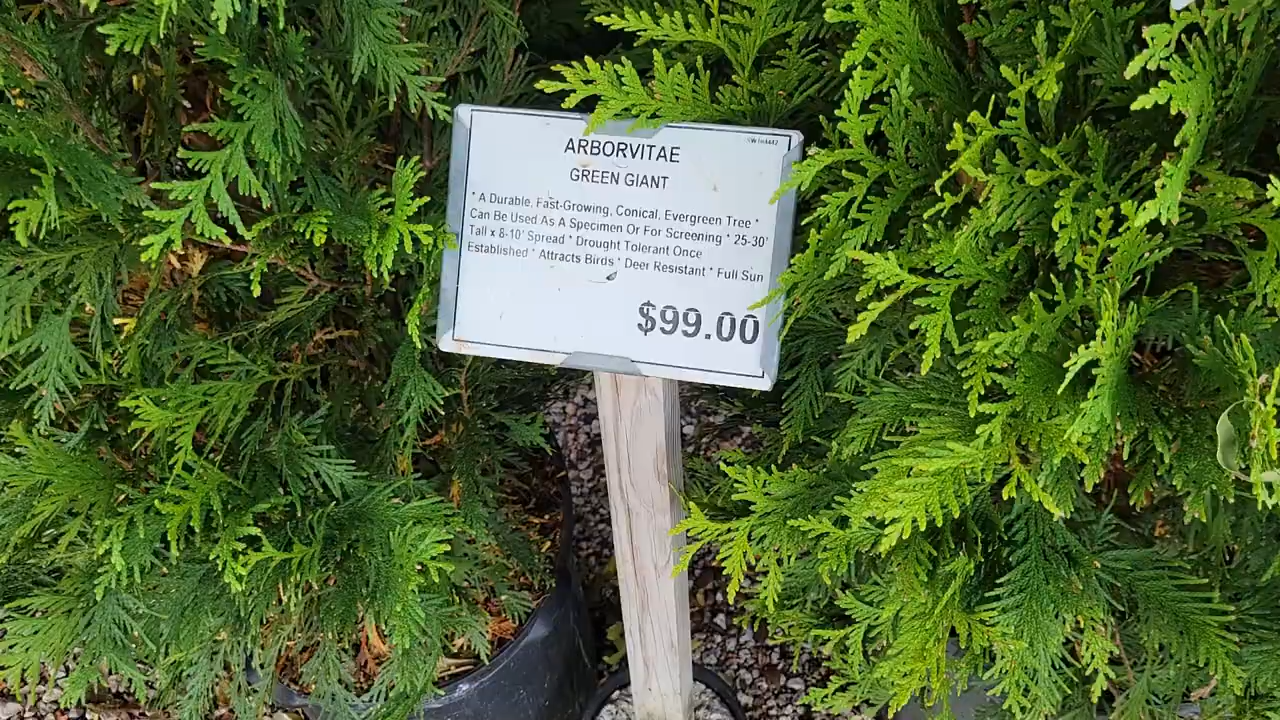 ARBORVITAE
GREEN GIANT
* A Durable, Fast-Growing, Conical, Evergreen Tree *
Can Be Used As A Specimen Or For Screening * 25-30'
Tall x 8-10' Spread * Drought Tolerant Once
Established * Attracts Birds * Deer Resistant * Full Sun
$99.00